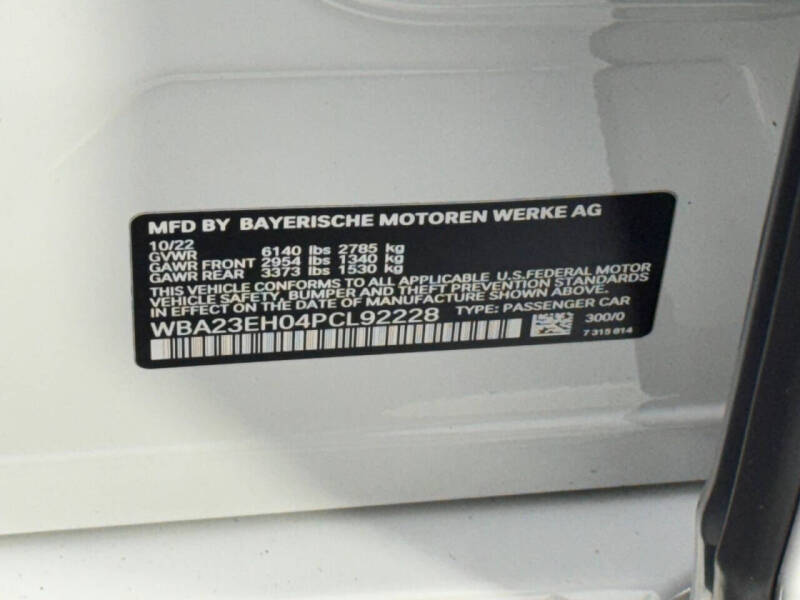 MFD BY BAYERISCHE MOTOREN WERKE AG
10/22
GVWR 6140 lbs 2785 kg
GAWR FRONT 2954 lbs 1340 kg
GAWR REAR 3373 lbs 1530 kg
THIS VEHICLE CONFORMS TO ALL APPLICABLE U.S.FEDERAL MOTOR
VEHICLE SAFETY, BUMPER AND THEFT PREVENTION STANDARDS
IN EFFECT ON THE DATE OF MANUFACTURE SHOWN ABOVE.
WBA23EH04PCL92228 TYPE: PASSENGER CAR
300/0
7 315 814